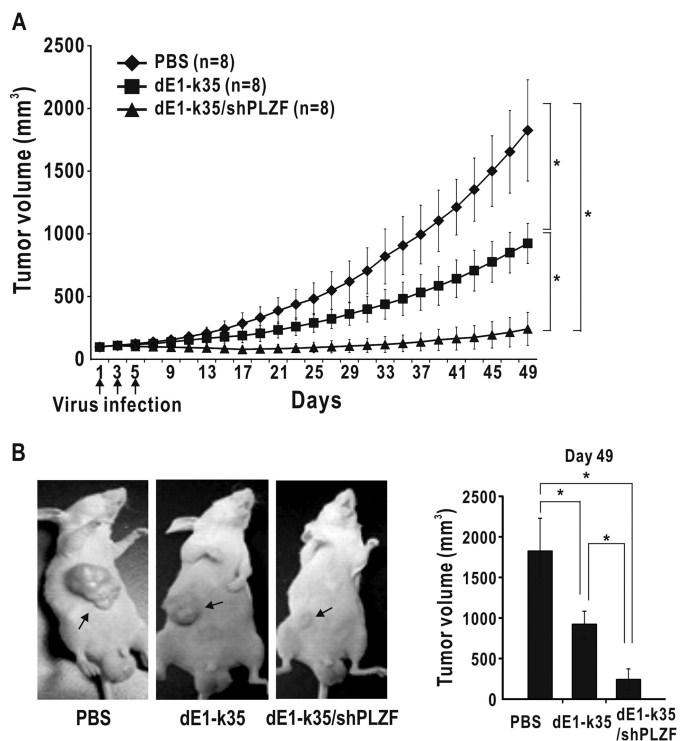 A
PBS (n=8)
dE1-k35 (n=8)
dE1-k35/shPLZF (n=8)
Tumor volume (mm³)
2500
2000
1500
1000
500
0
1 3 5 9 13 17 21 25 29 33 37 41 45 49
Virus infection
Days
*
*
*
B
PBS
dE1-k35
dE1-k35/shPLZF
Day 49
Tumor volume (mm³)
2500
2000
1500
1000
500
0
*
*
*
PBS
dE1-k35
dE1-k35
/shPLZF